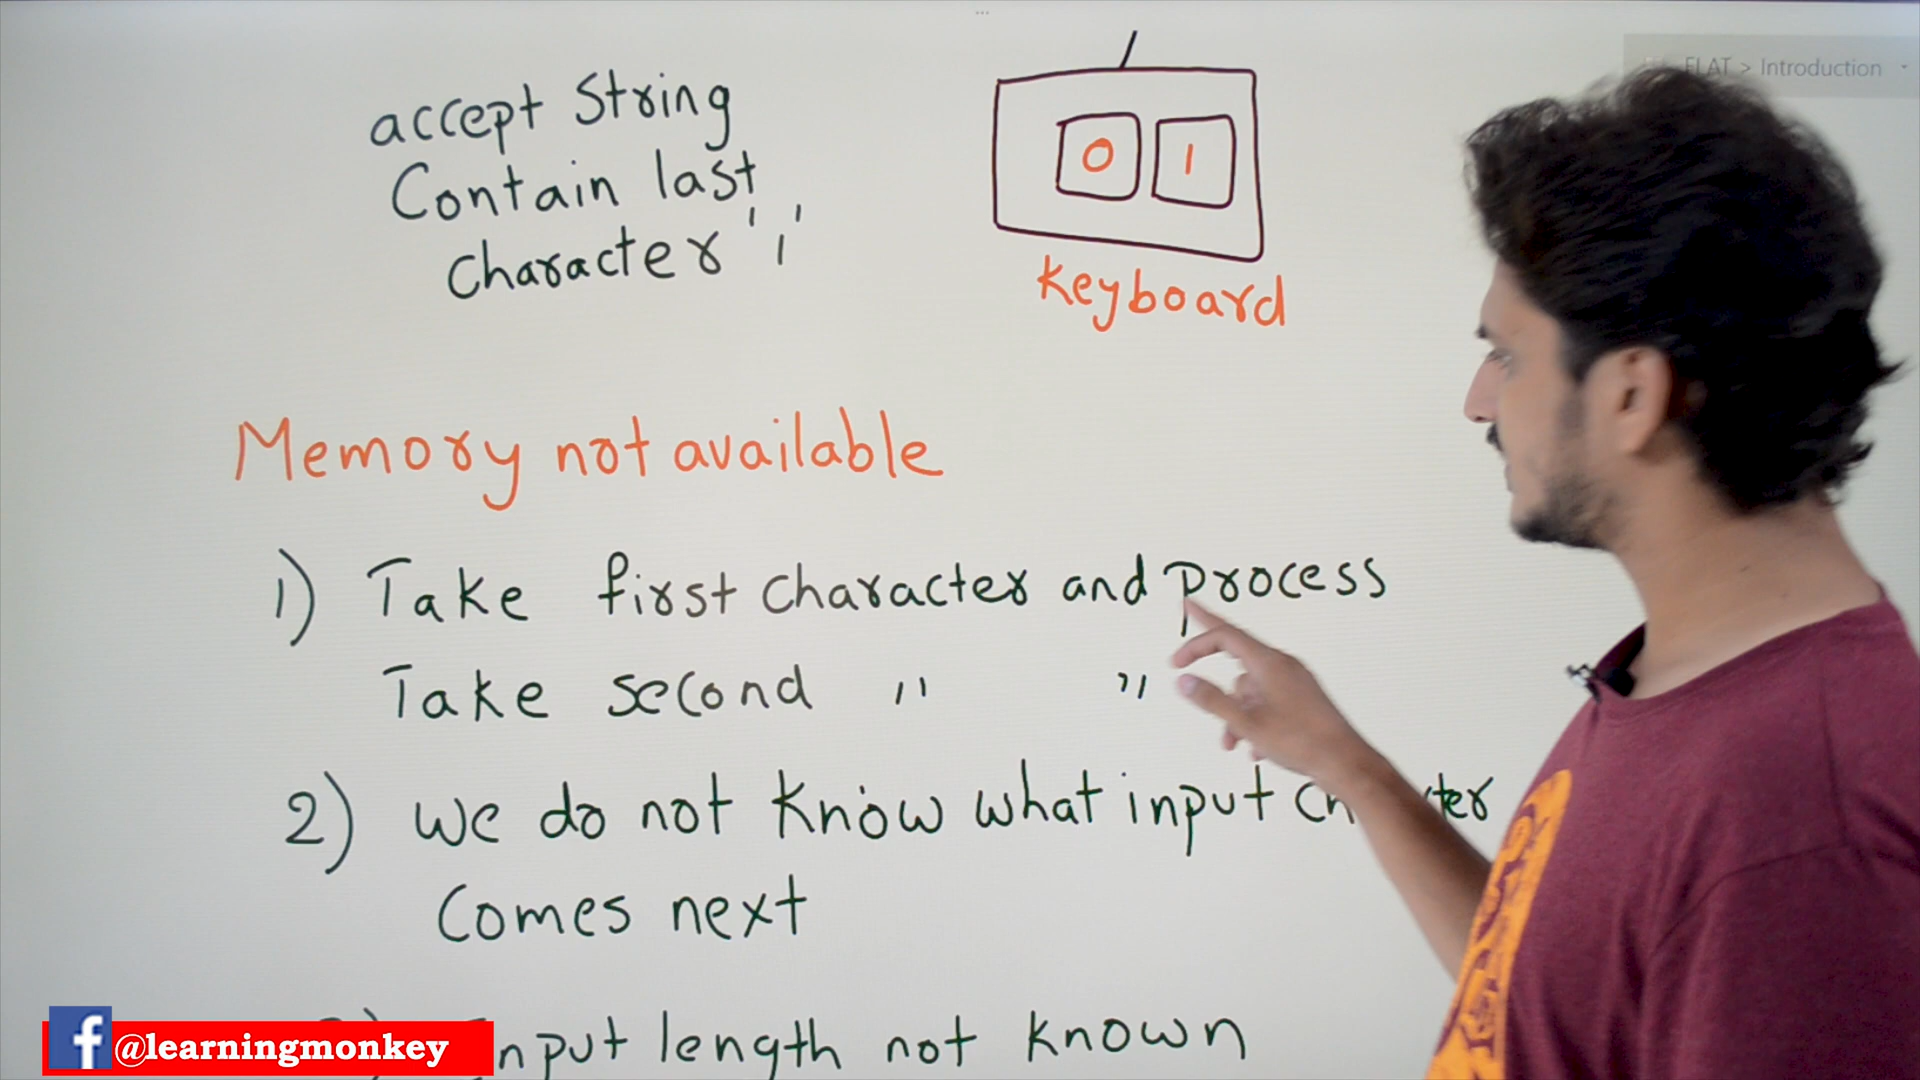 FLAT > Introduction
accept String
Contain last
Character '1'
0 1
Keyboard
Memory not available
1) Take first character and process
Take second " "
2) We do not know what input
Comes next
nput length not known
f @learningmonkey